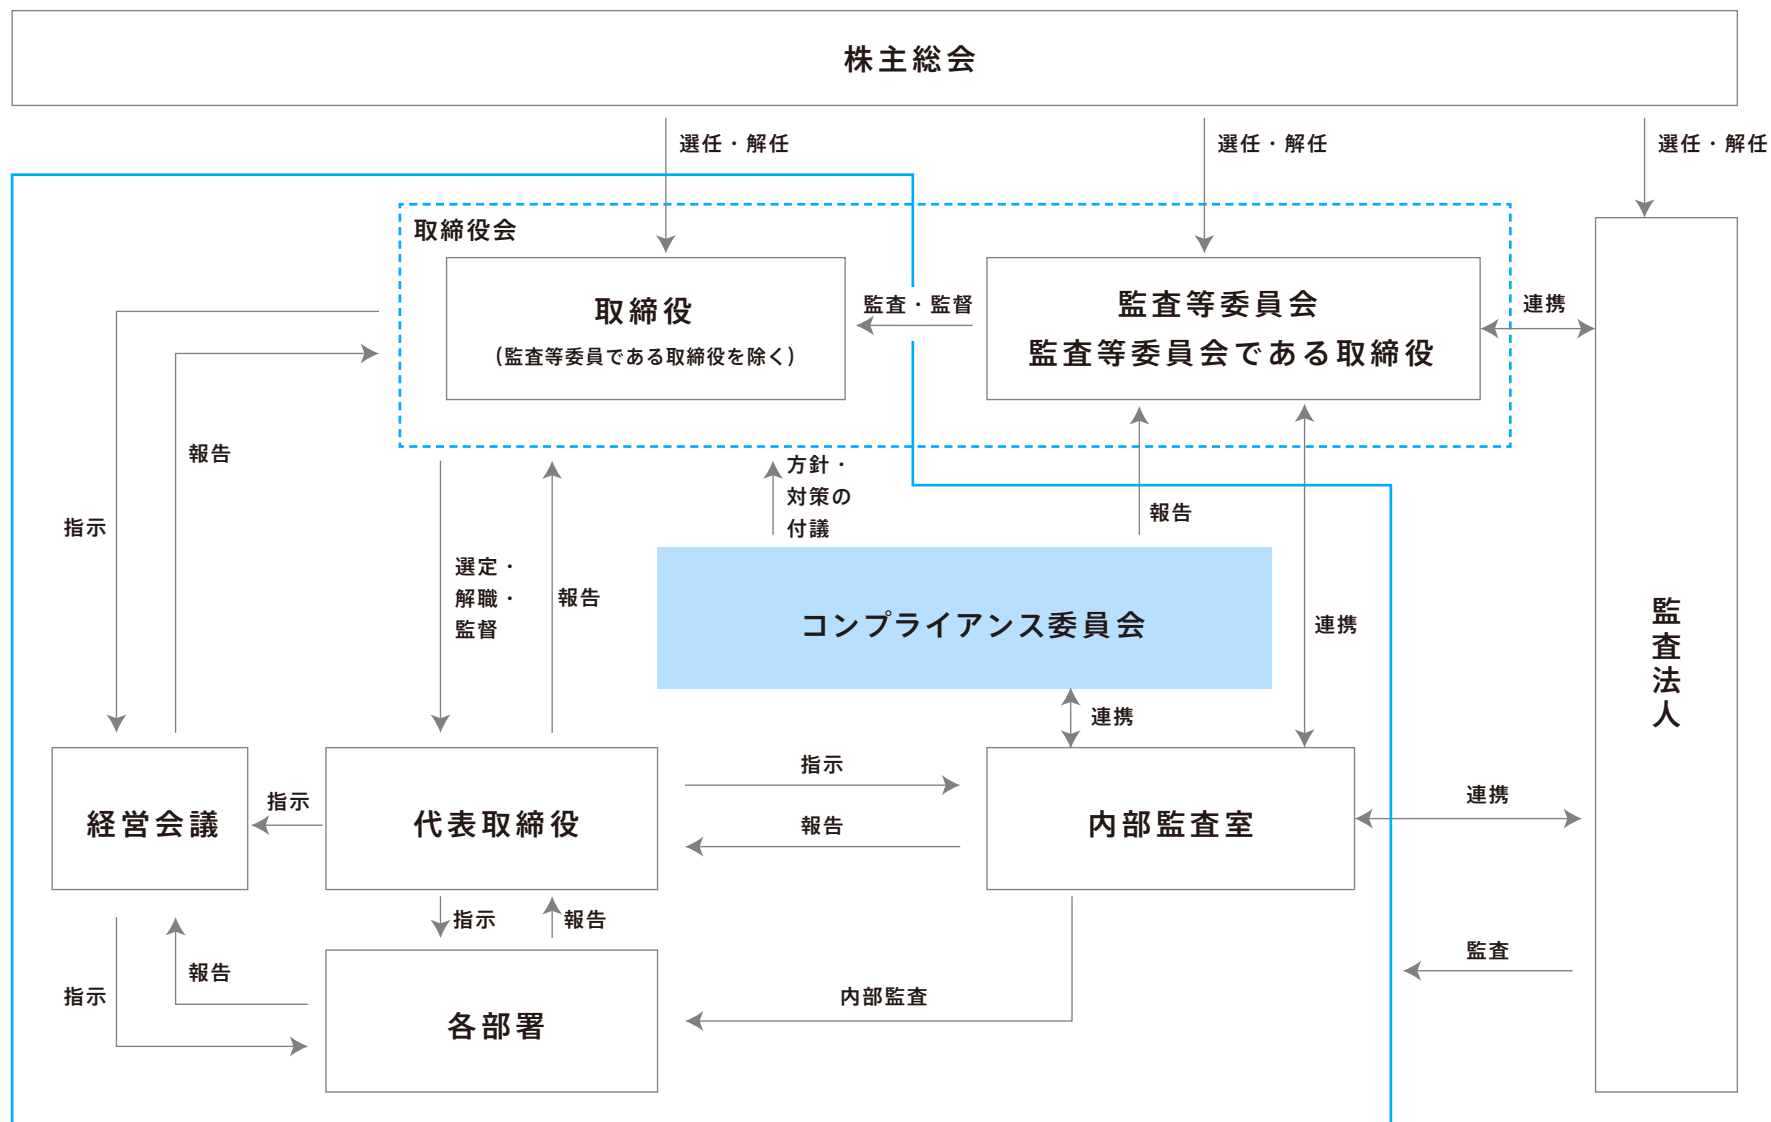 株主総会
選任・解任
選任・解任
選任・解任
取締役会
取締役
（監査等委員である取締役を除く）
監査・監督
監査等委員会
監査等委員会である取締役
連携
報告
指示
方針・
対策の
付議
報告
選定・
解職・
監督
報告
コンプライアンス委員会
連携
監査法人
連携
指示
経営会議
指示
代表取締役
報告
内部監査室
連携
指示
報告
監査
報告
指示
内部監査
各部署